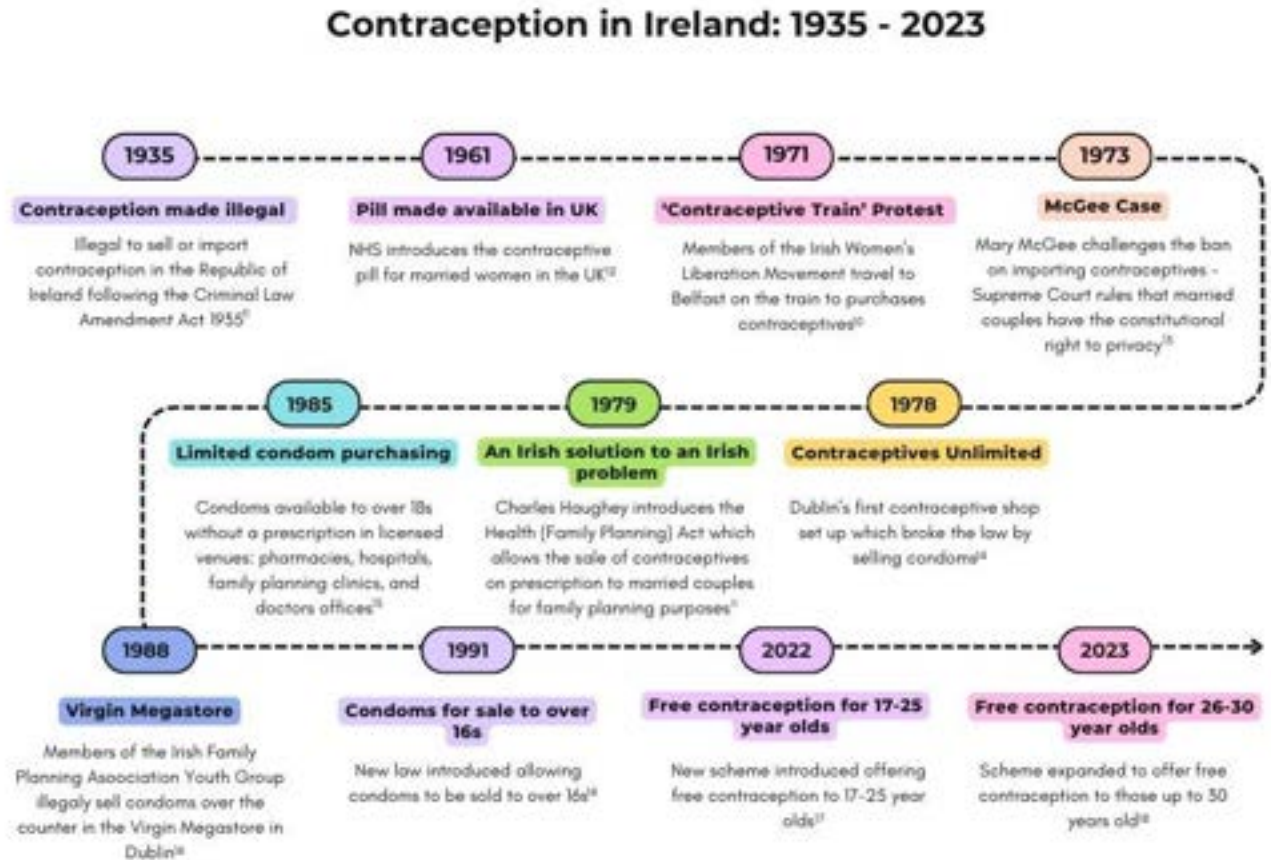 Contraception in Ireland: 1935 - 2023
1935
Contraception made illegal
Illegal to sell or import
contraception in the Republic of
Ireland following the Criminal Law
Amendment Act 1935
1961
Pill made available in UK
NHS introduces the contraceptive
pill for married women in the UK¹²
1971
'Contraceptive Train' Protest
Members of the Irish Women's
Liberation Movement travel to
Belfast on the train to purchases
contraceptives¹⁰
1973
McGee Case
Mary McGee challenges the ban
on importing contraceptives -
Supreme Court rules that married
couples have the constitutional
right to privacy¹³
1978
Contraceptives Unlimited
Dublin's first contraceptive shop
set up which broke the law by
selling condoms¹⁴
1979
An Irish solution to an Irish
problem
Charles Haughey introduces the
Health (Family Planning) Act which
allows the sale of contraceptives
on prescription to married couples
for family planning purposes
1985
Limited condom purchasing
Condoms available to over 18s
without a prescription in licensed
venues: pharmacies, hospitals,
family planning clinics, and
doctors offices¹⁵
1988
Virgin Megastore
Members of the Irish Family
Planning Asoociation Youth Group
illegaly sell condoms over the
counter in the Virgin Megastore in
Dublin
1991
Condoms for sale to over
16s
New law introduced allowing
condoms to be sold to over 16s
2022
Free contraception for 17-25
year olds
New scheme introduced offering
free contraception to 17-25 year
olds¹⁷
2023
Free contraception for 26-30
year olds
Scheme expanded to offer free
contraception to those up to 30
years old¹⁸